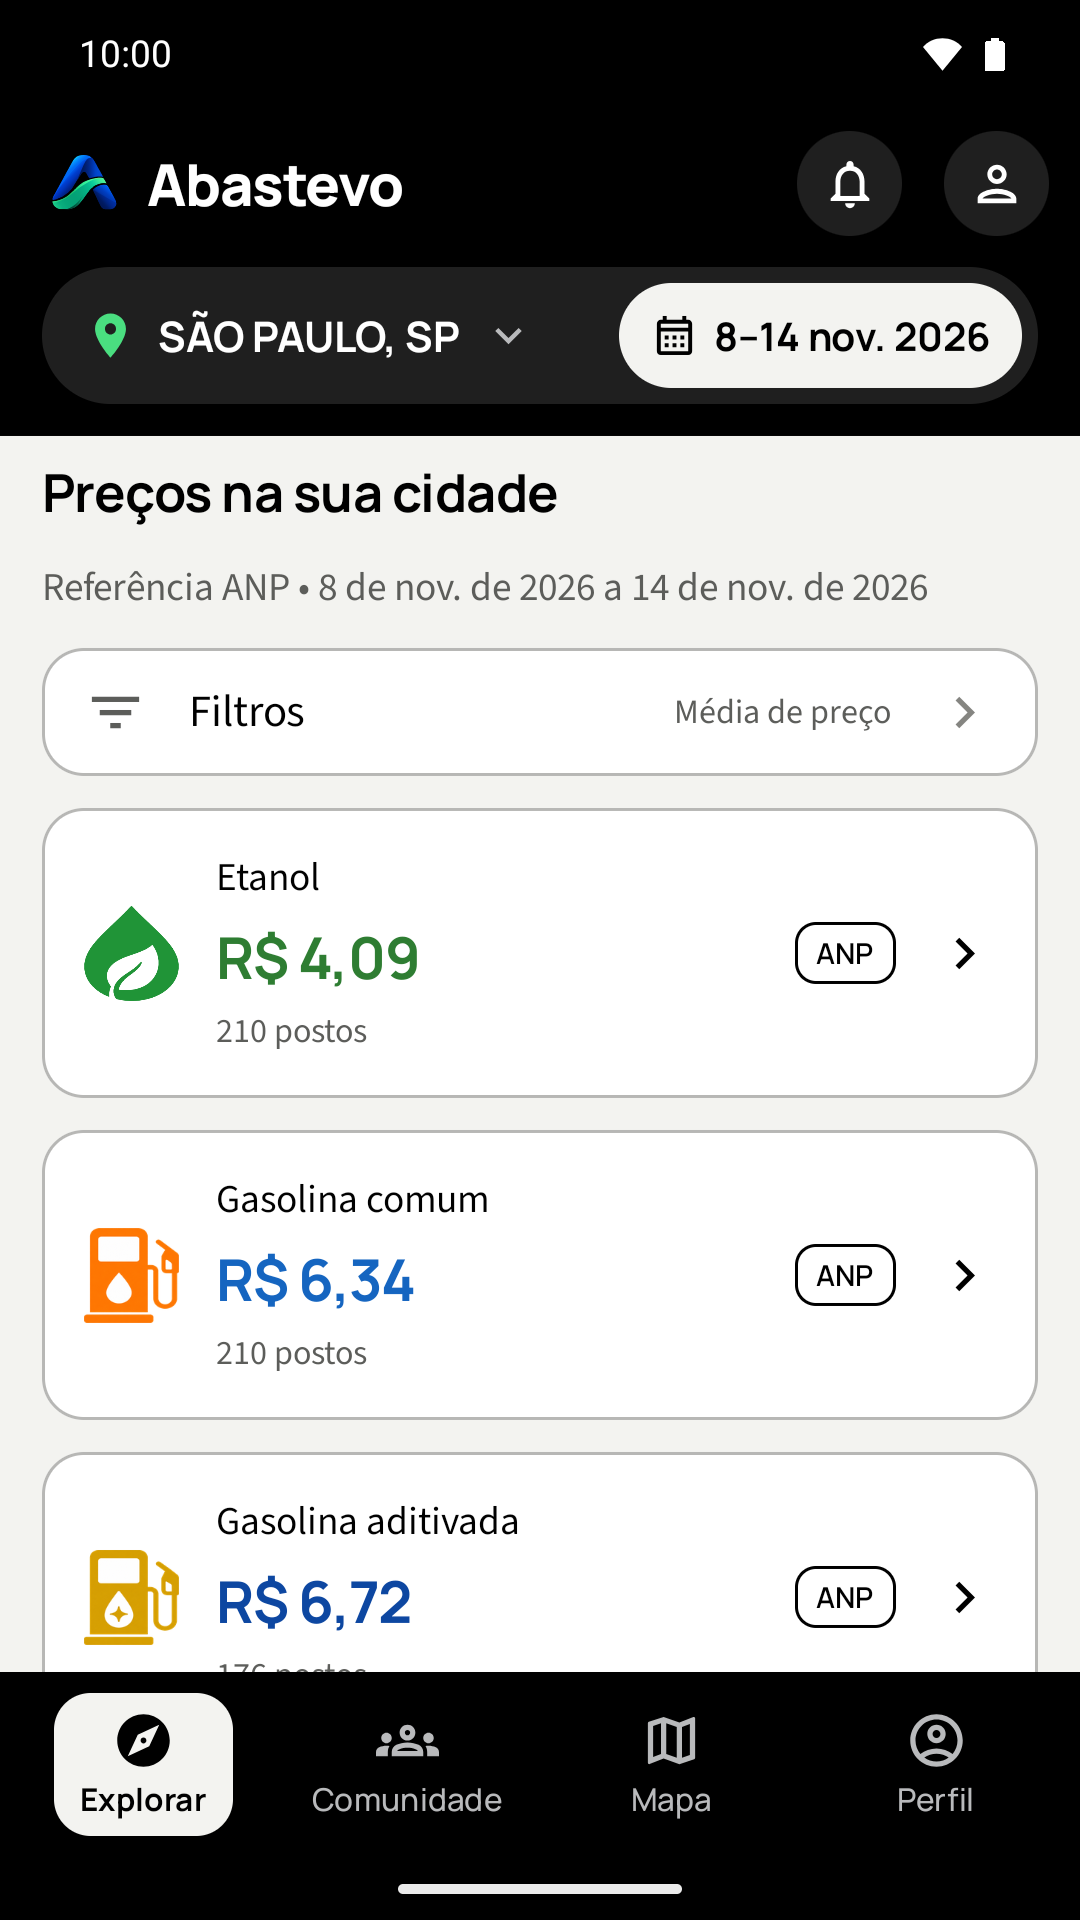 10:00
Abastevo
SÃO PAULO, SP
8–14 nov. 2026
Preços na sua cidade
Referência ANP • 8 de nov. de 2026 a 14 de nov. de 2026
Filtros
Média de preço
Etanol
R$ 4,09
210 postos
ANP
Gasolina comum
R$ 6,34
210 postos
ANP
Gasolina aditivada
R$ 6,72
176 postos
ANP
Explorar
Comunidade
Mapa
Perfil